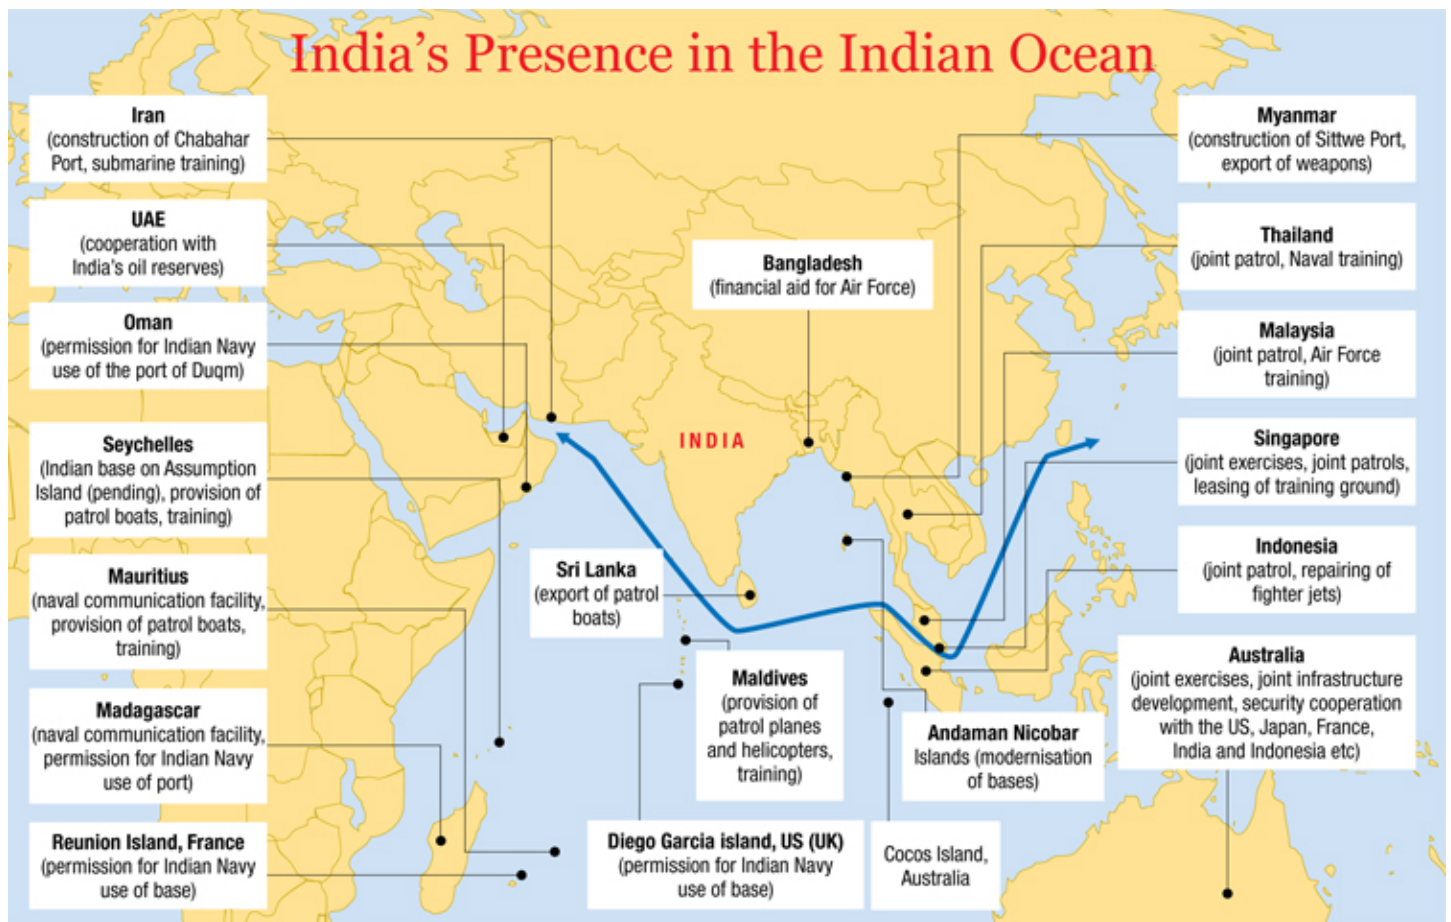 India's Presence in the Indian Ocean
Iran
(construction of Chabahar
Port, submarine training)
UAE
(cooperation with
India's oil reserves)
Oman
(permission for Indian Navy
use of the port of Duqm)
Seychelles
(Indian base on Assumption
Island (pending), provision of
patrol boats, training)
Mauritius
(naval communication facility,
provision of patrol boats,
training)
Madagascar
(naval communication facility,
permission for Indian Navy
use of port)
Reunion Island, France
(permission for Indian Navy
use of base)
Bangladesh
(financial aid for Air Force)
INDIA
Sri Lanka
(export of patrol
boats)
Maldives
(provision of
patrol planes
and helicopters,
training)
Diego Garcia island, US (UK)
(permission for Indian Navy
use of base)
Cocos Island,
Australia
Andaman Nicobar
Islands (modernisation
of bases)
Myanmar
(construction of Sittwe Port,
export of weapons)
Thailand
(joint patrol, Naval training)
Malaysia
(joint patrol, Air Force
training)
Singapore
(joint exercises, joint patrols,
leasing of training ground)
Indonesia
(joint patrol, repairing of
fighter jets)
Australia
(joint exercises, joint infrastructure
development, security cooperation
with the US, Japan, France,
India and Indonesia etc)